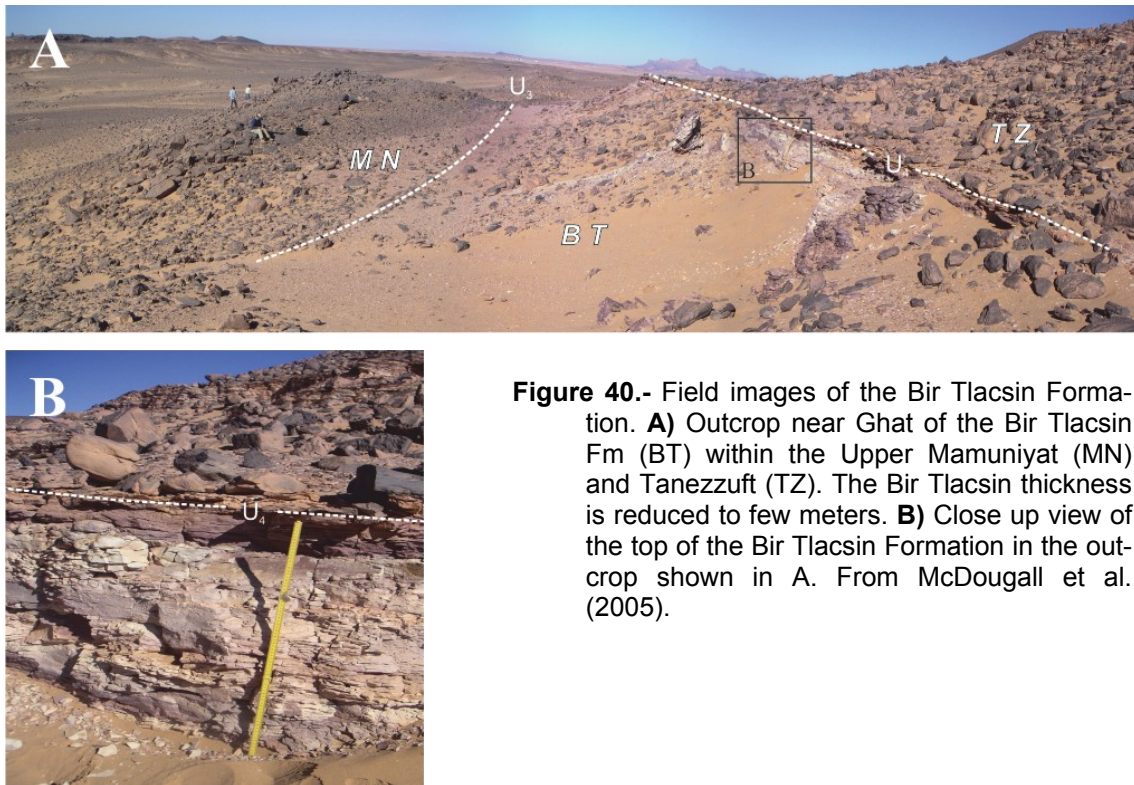 A
U₃
M N
T Z
B
U
B T
B
U₄
Figure 40.- Field images of the Bir Tlacsin Forma-
tion. A) Outcrop near Ghat of the Bir Tlacsin
Fm (BT) within the Upper Mamuniyat (MN)
and Tanezzuft (TZ). The Bir Tlacsin thickness
is reduced to few meters. B) Close up view of
the top of the Bir Tlacsin Formation in the out-
crop shown in A. From McDougall et al.
(2005).